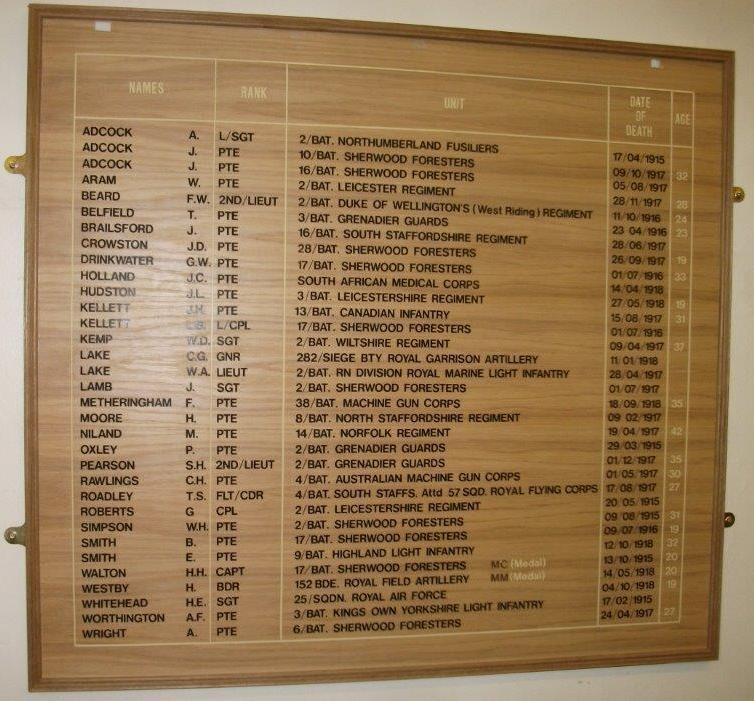 NAMES RANK UNIT DATE OF DEATH AGE
ADCOCK A. L/SGT 2/BAT. NORTHUMBERLAND FUSILIERS 17/04/1915
ADCOCK J. PTE 10/BAT. SHERWOOD FORESTERS 09/10/1917 32
ADCOCK J. PTE 16/BAT. SHERWOOD FORESTERS 05/08/1917
ARAM W. PTE 2/BAT. LEICESTER REGIMENT 28/11/1917 28
BEARD F.W. 2ND/LIEUT 2/BAT. DUKE OF WELLINGTON'S (West Riding) REGIMENT 11/10/1916 24
BELFIELD T. PTE 3/BAT. GRENADIER GUARDS 23 04/1916 23
BRAILSFORD J. PTE 16/BAT. SOUTH STAFFORDSHIRE REGIMENT 28/06/1917
CROWSTON J.D. PTE 28/BAT. SHERWOOD FORESTERS 26/09/1917 19
DRINKWATER G.W. PTE 17/BAT. SHERWOOD FORESTERS 01/07/1916 33
HOLLAND J.C. PTE SOUTH AFRICAN MEDICAL CORPS 14/04/1918
HUDSTON J.L. PTE 3/BAT. LEICESTERSHIRE REGIMENT 27/05/1918 19
KELLETT J.H. PTE 13/BAT. CANADIAN INFANTRY 15/08/1917 31
KELLETT L.B. L/CPL 17/BAT. SHERWOOD FORESTERS 01/07/1916
KEMP W.D. SGT 2/BAT. WILTSHIRE REGIMENT 09/04/1917 37
LAKE C.G. GNR 282/SIEGE BTY ROYAL GARRISON ARTILLERY 11/01/1918
LAKE W.A. LIEUT 2/BAT. RN DIVISION ROYAL MARINE LIGHT INFANTRY 28/04/1917
LAMB J. SGT 2/BAT. SHERWOOD FORESTERS 01/07/1917
METHERINGHAM F. PTE 38/BAT. MACHINE GUN CORPS 18/09/1918 35
MOORE H. PTE 8/BAT. NORTH STAFFORDSHIRE REGIMENT 09 02/1917
NILAND M. PTE 14/BAT. NORFOLK REGIMENT 19/04/1917 42
OXLEY P. PTE 2/BAT. GRENADIER GUARDS 29/03/1915
PEARSON S.H. 2ND/LIEUT 2/BAT. GRENADIER GUARDS 01/12/1917 35
RAWLINGS C.H. PTE 4/BAT. AUSTRALIAN MACHINE GUN CORPS 01/05/1917 30
ROADLEY T.S. FLT/CDR 4/BAT. SOUTH STAFFS. Attd 57 SQD. ROYAL FLYING CORPS 17/08/1917 27
ROBERTS G CPL 2/BAT. LEICESTERSHIRE REGIMENT 20/05/1915
SIMPSON W.H. PTE 2/BAT. SHERWOOD FORESTERS 09/08/1915 31
SMITH B. PTE 17/BAT. SHERWOOD FORESTERS 09/07/1916 19
SMITH E. PTE 9/BAT. HIGHLAND LIGHT INFANTRY 12/10/1918 32
WALTON H.H. CAPT 17/BAT. SHERWOOD FORESTERS MC (Medal) 13/10/1915 20
WESTBY H. BDR 152 BDE. ROYAL FIELD ARTILLERY MM (Medal) 14/05/1918 20
WHITEHEAD H.E. SGT 25/SQDN. ROYAL AIR FORCE 04/10/1918 19
WORTHINGTON A.F. PTE 3/BAT. KINGS OWN YORKSHIRE LIGHT INFANTRY 17/02/1915
WRIGHT A. PTE 6/BAT. SHERWOOD FORESTERS 24/04/1917 27